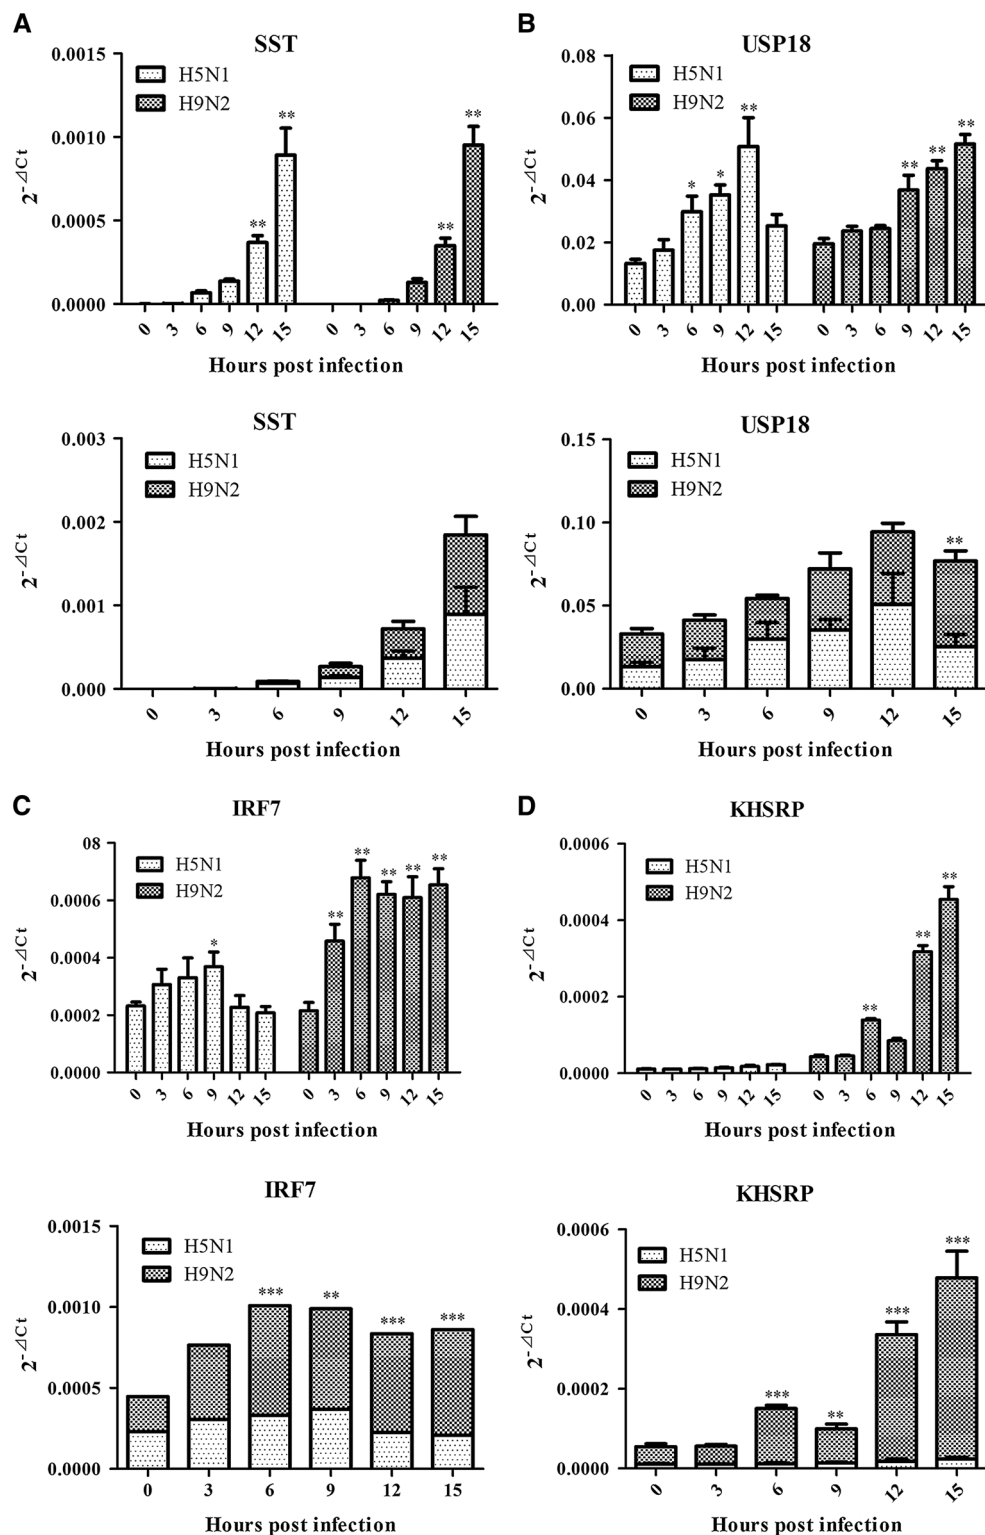 A
SST
0.0015
0.0010
0.0005
0.0000
2^-ΔCt
H5N1
H9N2
** ** ** **
0 3 6 9 12 15 0 3 6 9 12 15
Hours post infection
SST
0.003
0.002
0.001
0.000
2^-ΔCt
H5N1
H9N2
0 3 6 9 12 15
Hours post infection
B
USP18
0.08
0.06
0.04
0.02
0.00
2^-ΔCt
H5N1
H9N2
* * ** ** ** **
0 3 6 9 12 15 0 3 6 9 12 15
Hours post infection
USP18
0.15
0.10
0.05
0.00
2^-ΔCt
H5N1
H9N2
**
0 3 6 9 12 15
Hours post infection
C
IRF7
08
0.0006
0.0004
0.0002
0.0000
2^-ΔCt
H5N1
H9N2
* ** ** ** ** **
0 3 6 9 12 15 0 3 6 9 12 15
Hours post infection
IRF7
0.0015
0.0010
0.0005
0.0000
2^-ΔCt
H5N1
H9N2
*** ** *** ***
0 3 6 9 12 15
Hours post infection
D
KHSRP
0.0006
0.0004
0.0002
0.0000
2^-ΔCt
H5N1
H9N2
** ** **
0 3 6 9 12 15 0 3 6 9 12 15
Hours post infection
KHSRP
0.0006
0.0004
0.0002
0.0000
2^-ΔCt
H5N1
H9N2
*** ** *** ***
0 3 6 9 12 15
Hours post infection